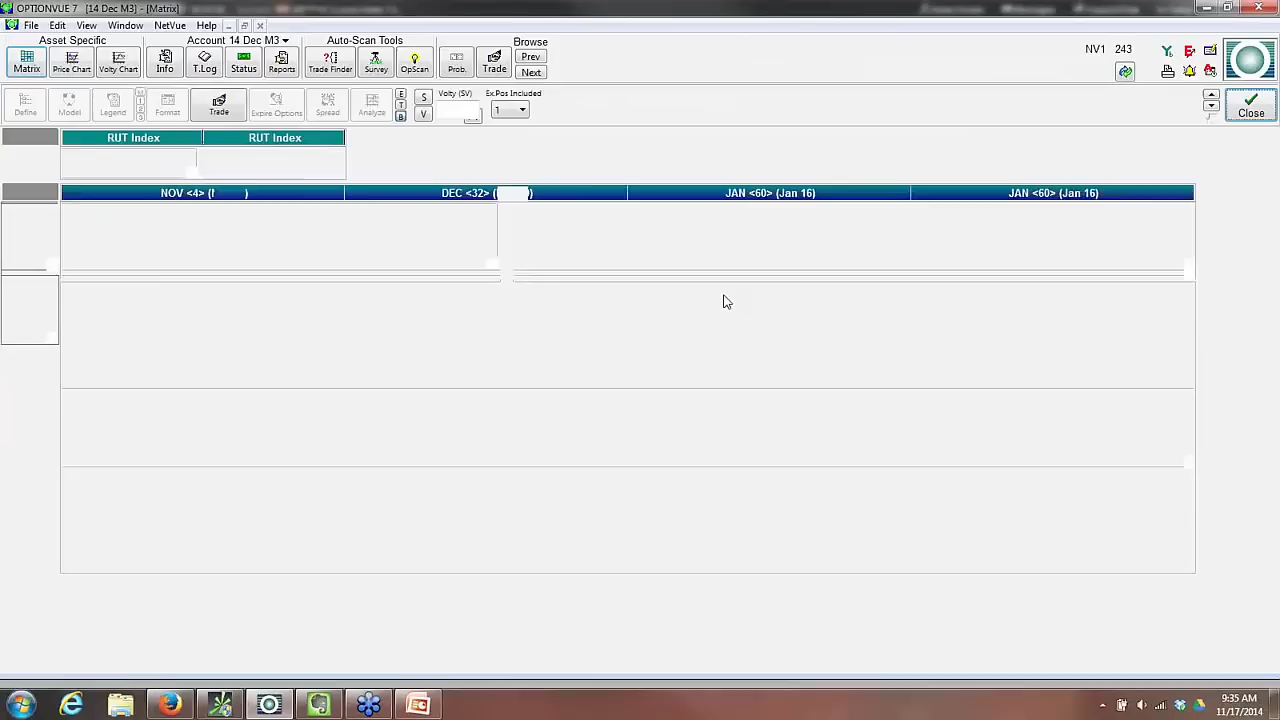 OPTIONVUE 7 [14 Dec M3] - [Matrix]
File Edit View Window NetVue Help
Asset Specific Account 14 Dec M3 Auto-Scan Tools Browse
Matrix Price Chart Volty Chart Info T.Log Status Reports Trade Finder Survey OpScan Prob. Trade Prev Next
NV1 243
Define Model Legend Format Trade Expire Options Spread Analyze E T B S V Volty (SV) Ex.Pos Included 1 Close
RUT Index RUT Index
NOV <4> ( ) DEC <32> ( ) JAN <60> (Jan 16) JAN <60> (Jan 16)
9:35 AM
11/17/2014